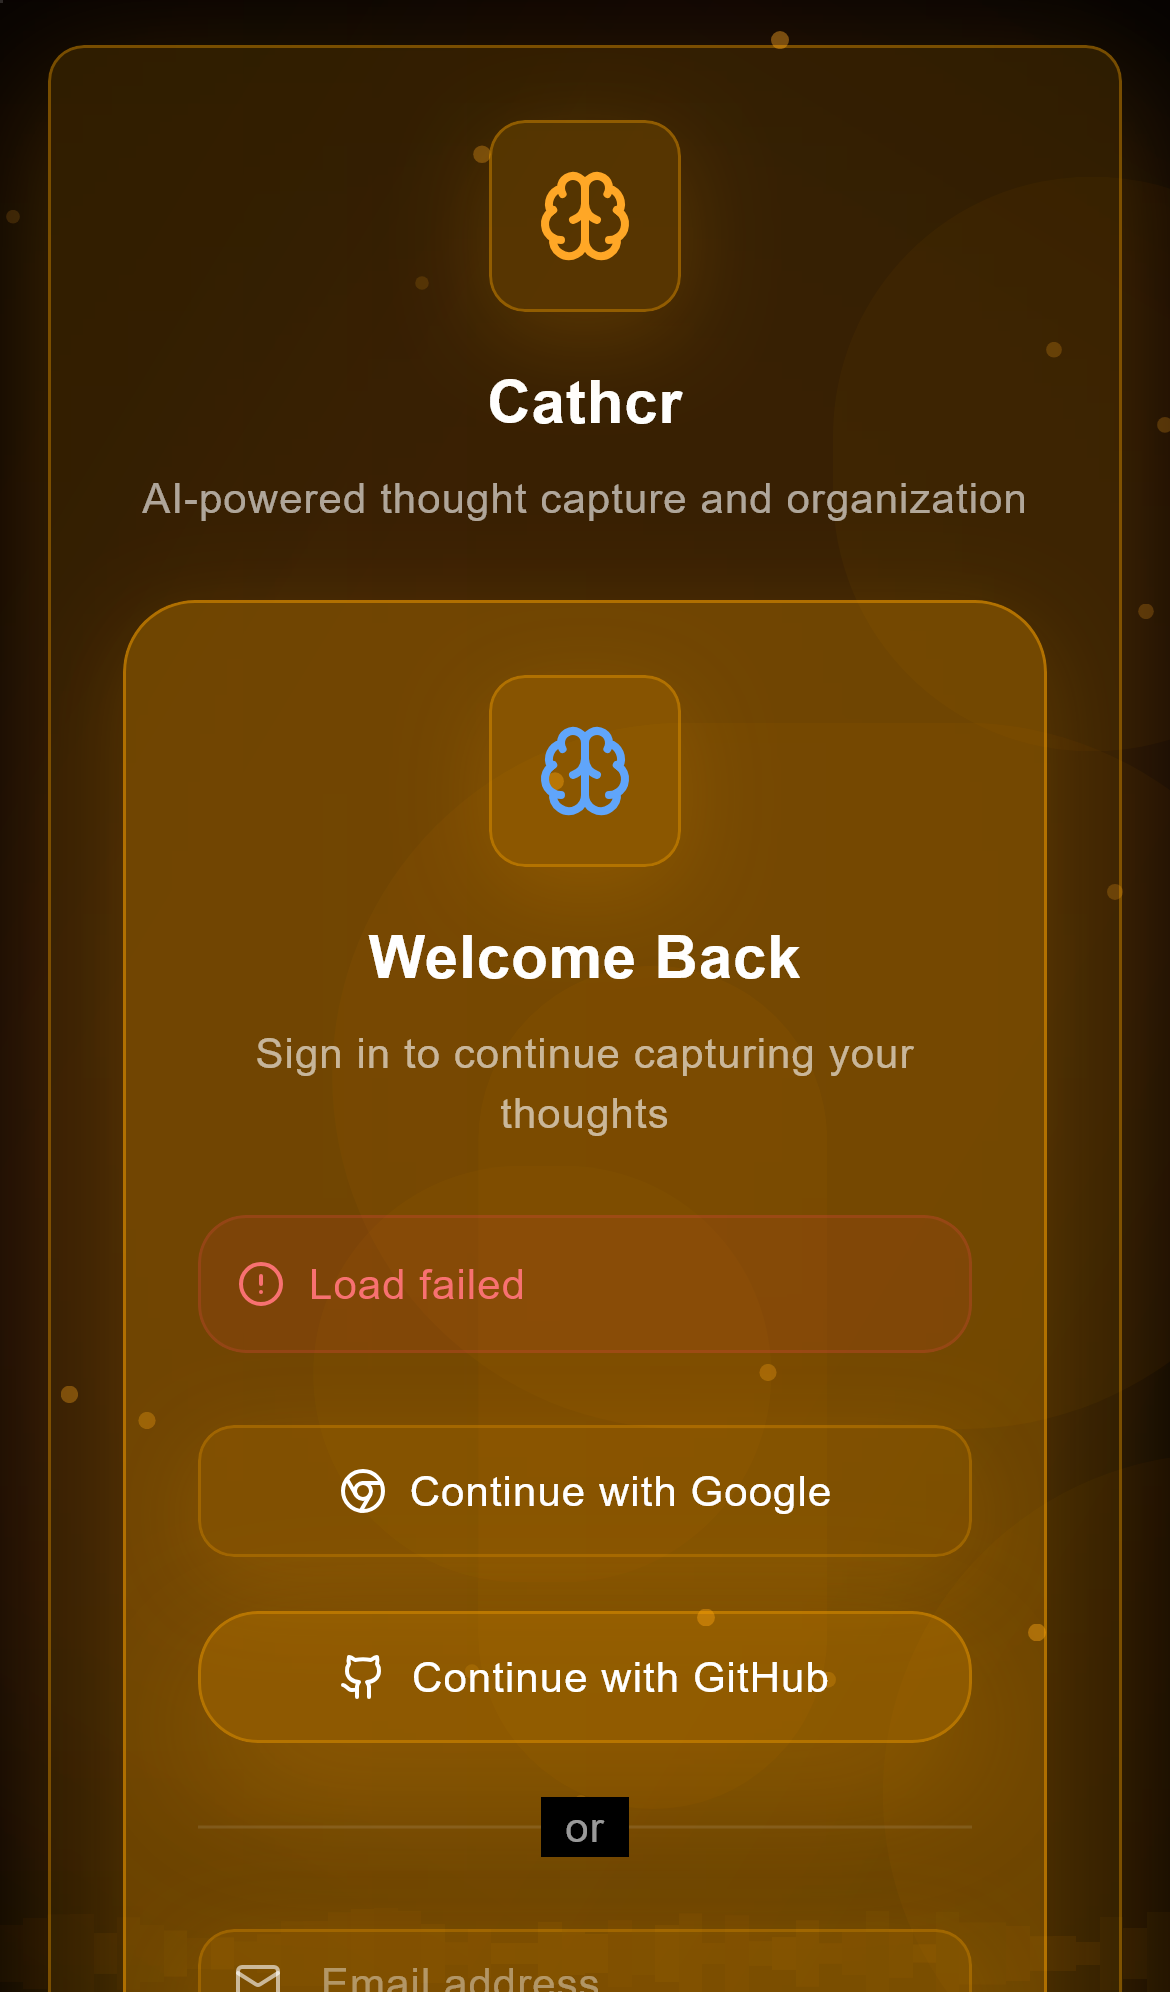 Cathcr
AI-powered thought capture and organization
Welcome Back
Sign in to continue capturing your
thoughts
Load failed
Continue with Google
Continue with GitHub
or
Email address